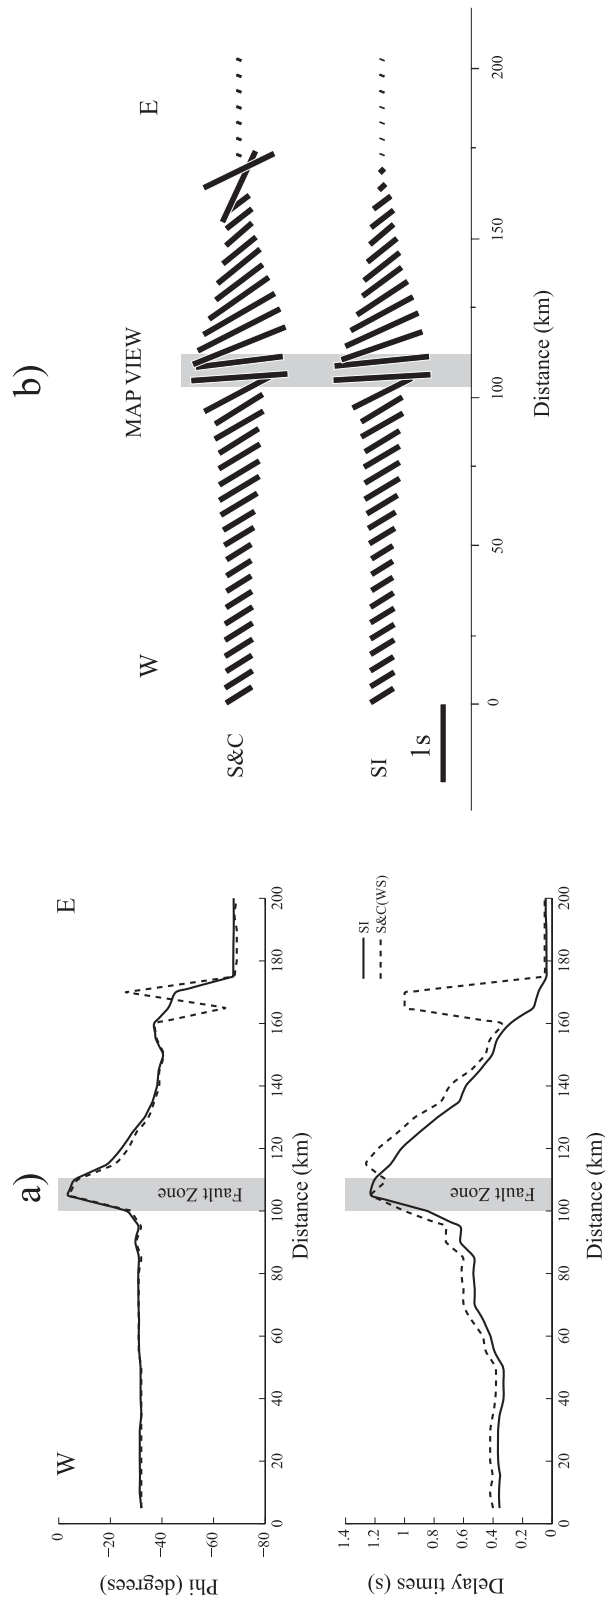 a)
W
E
0
−20
−40
−60
−80
Phi (degrees)
Fault Zone
0 20 40 60 80 100 120 140 160 180 200
Distance (km)
SI
S&C(WS)
1.4
1.2
1
0.8
0.6
0.4
0.2
0
Delay times (s)
Fault Zone
0 20 40 60 80 100 120 140 160 180 200
Distance (km)
b)
MAP VIEW
W
E
S&C
SI
1s
0 50 100 150 200
Distance (km)